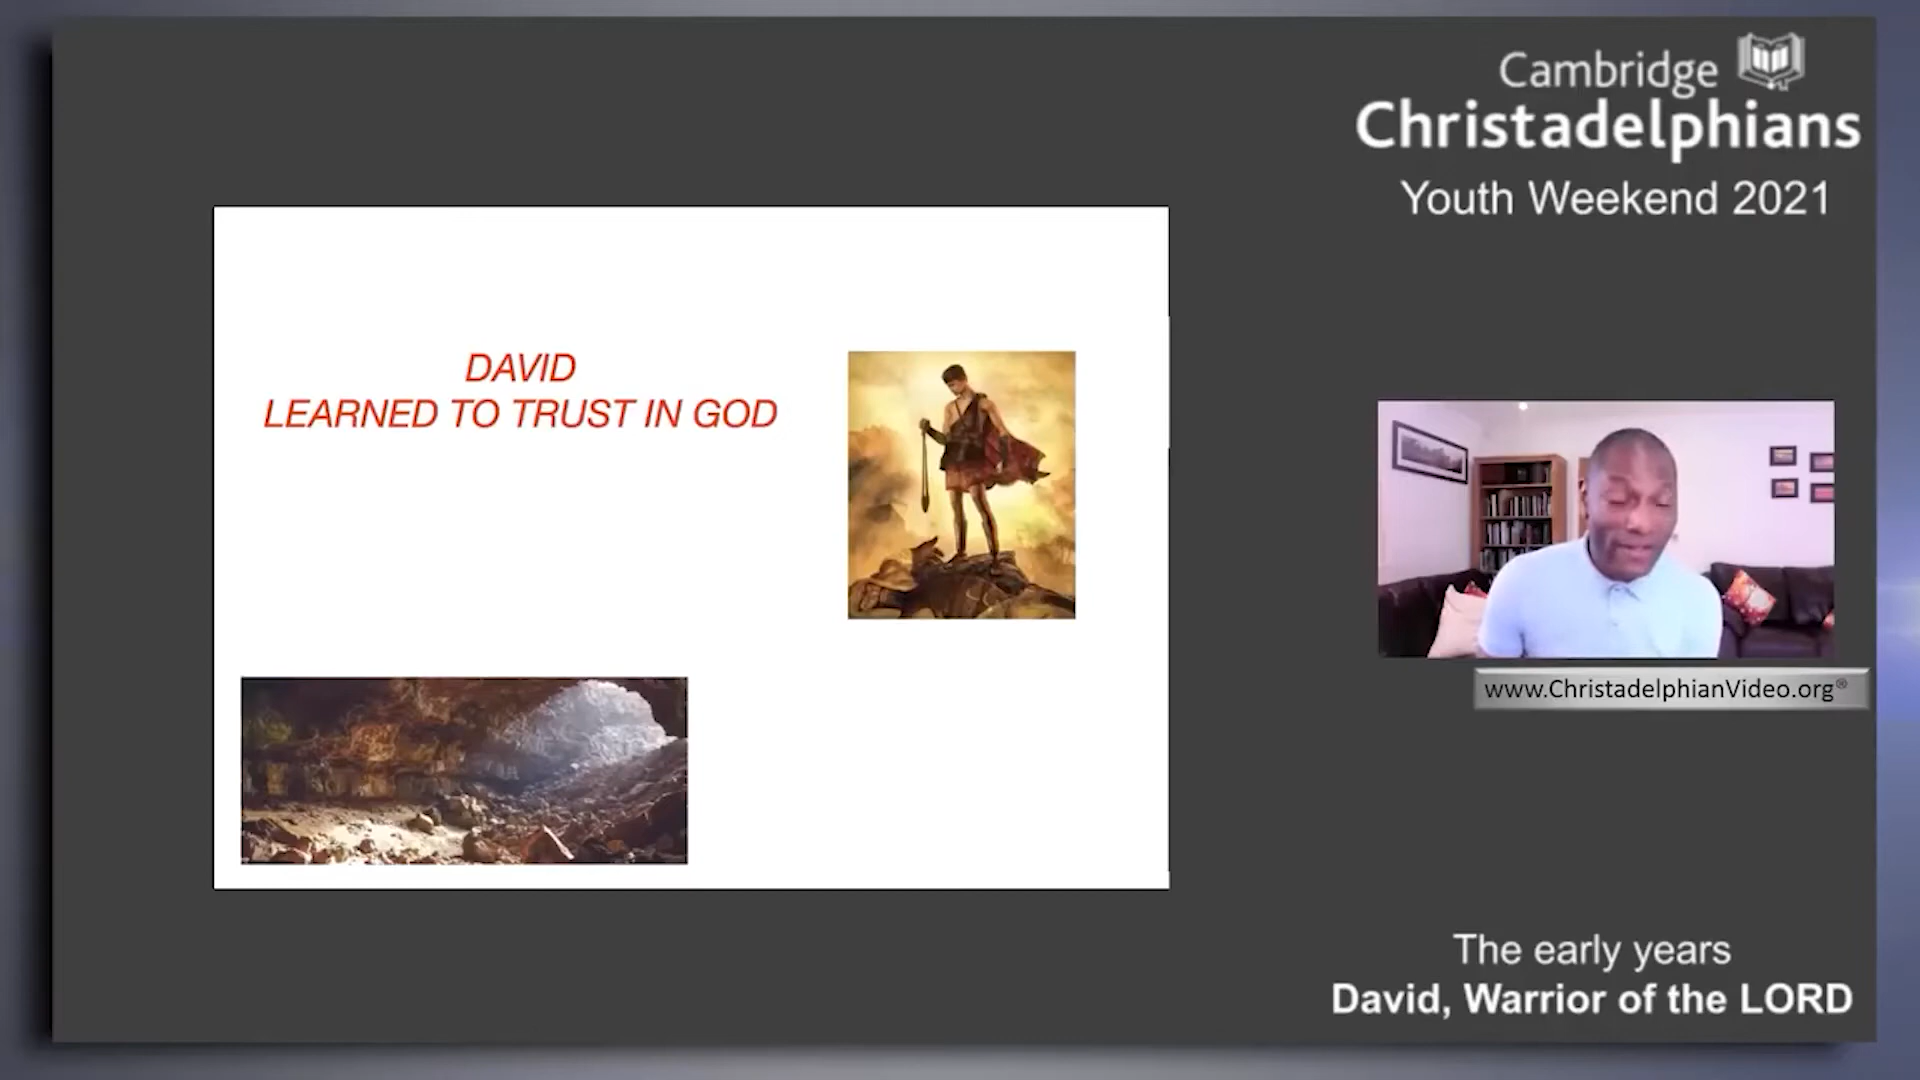 Cambridge
Christadelphians
Youth Weekend 2021
DAVID
LEARNED TO TRUST IN GOD
www.ChristadelphianVideo.org®
The early years
David, Warrior of the LORD